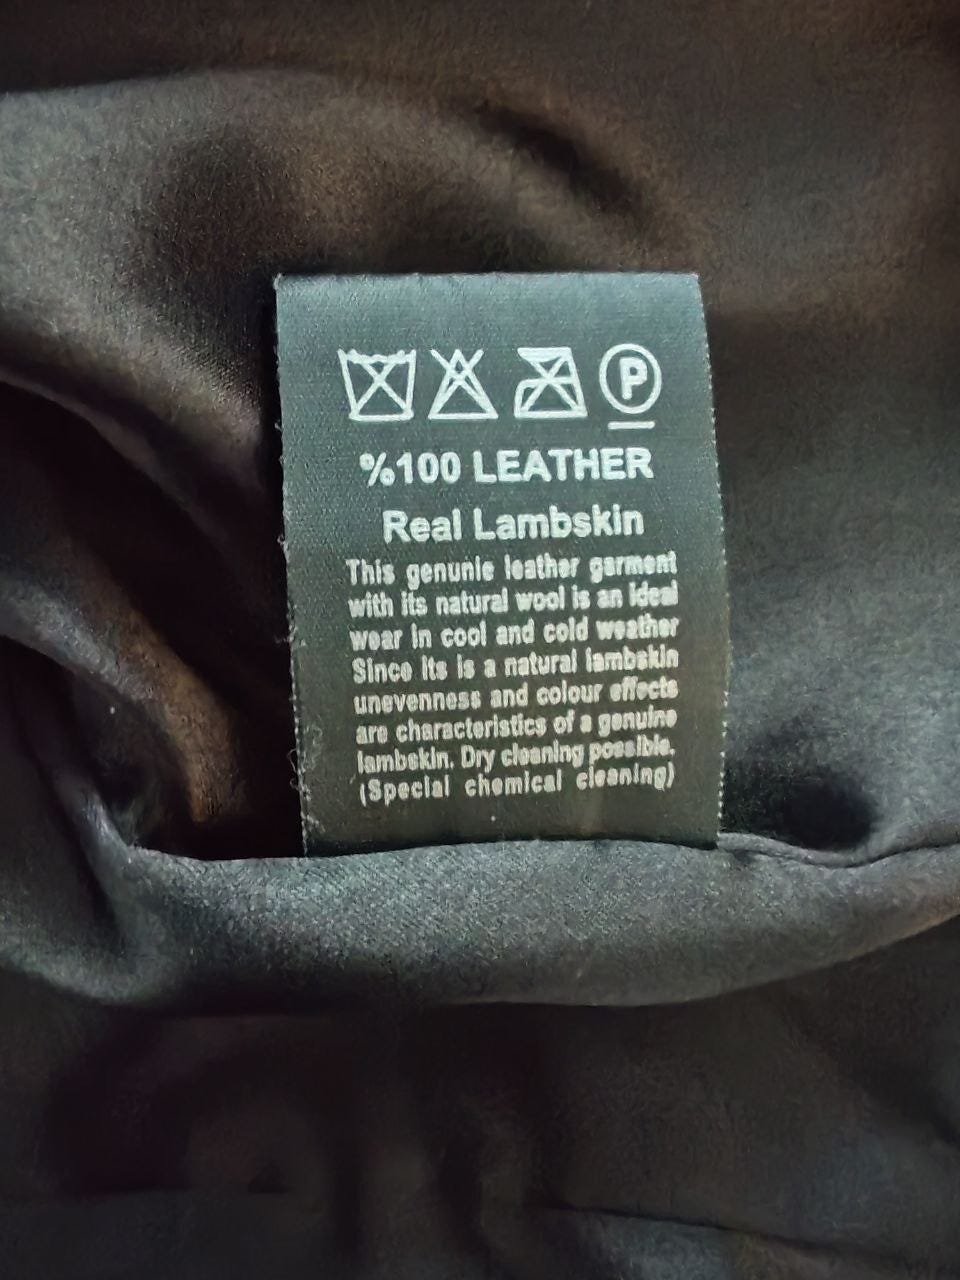 P
%100 LEATHER
Real Lambskin
This genunie leather garment
with its natural wool is an ideal
wear in cool and cold weather
Since its is a natural lambskin
unevenness and colour effects
are characteristics of a genuine
lambskin. Dry cleaning possible.
(Special chemical cleaning)